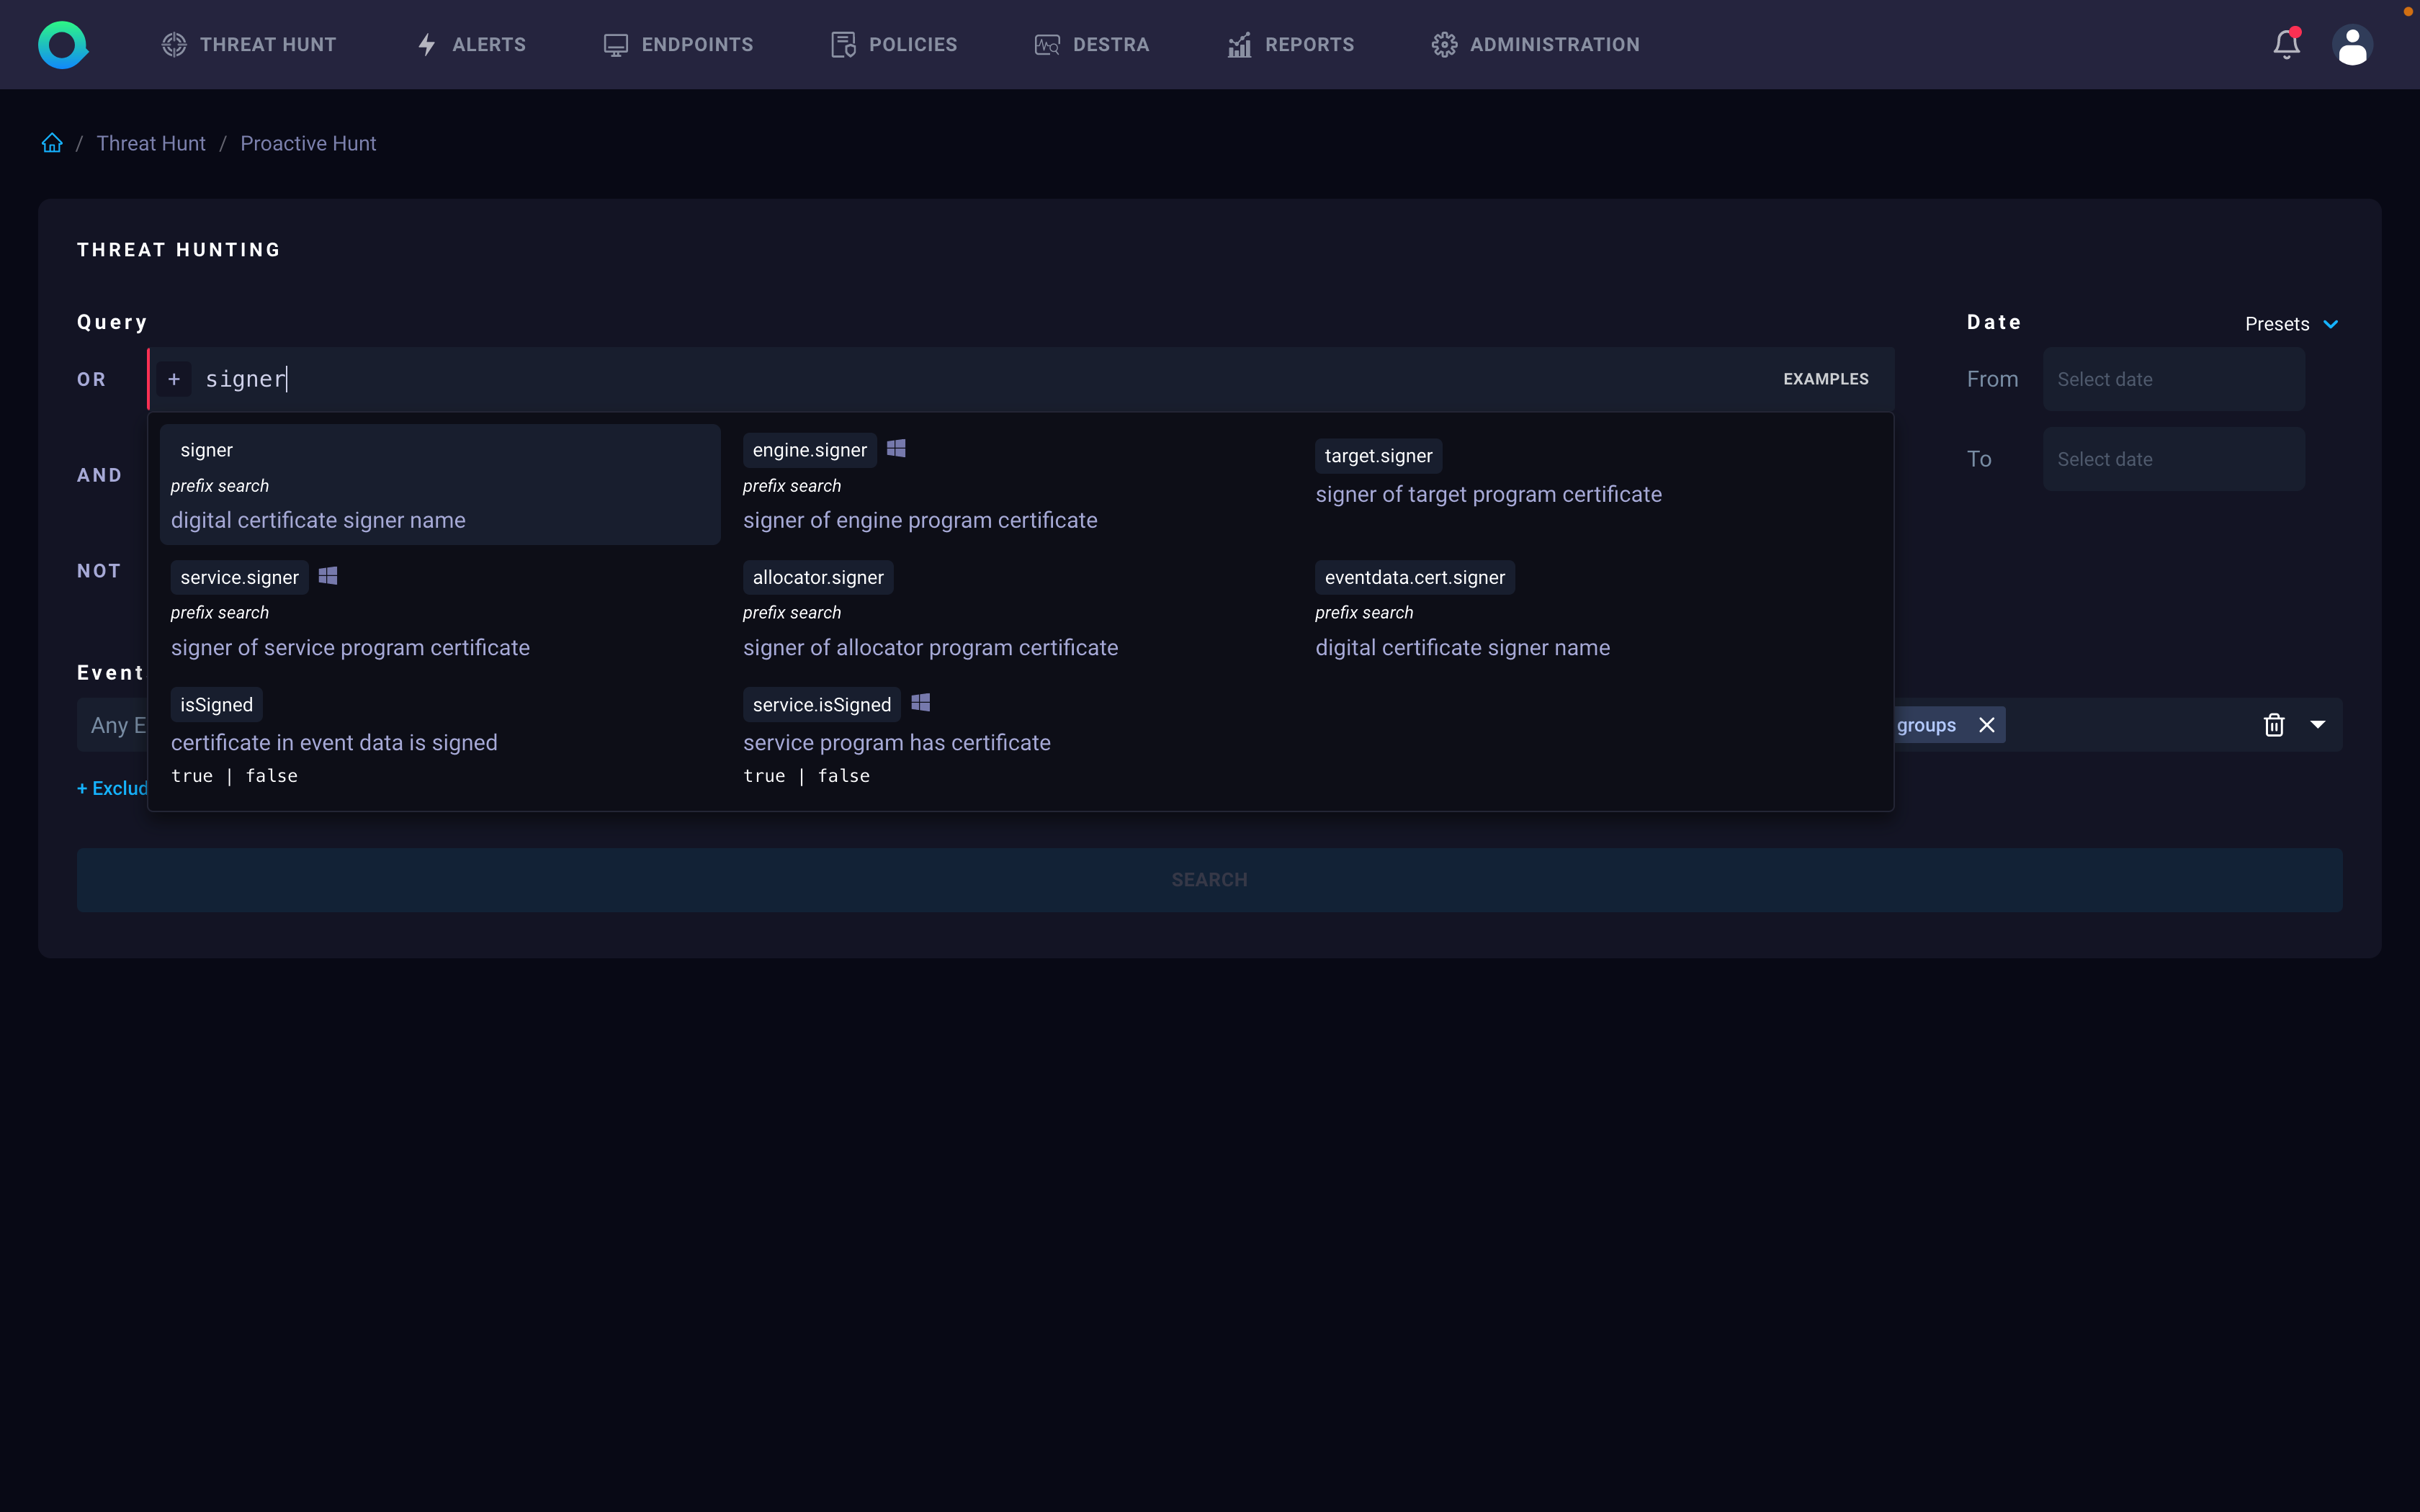 THREAT HUNT
ALERTS
ENDPOINTS
POLICIES
DESTRA
REPORTS
ADMINISTRATION
/ Threat Hunt / Proactive Hunt
THREAT HUNTING
Query
Date
Presets
OR
+ signer
EXAMPLES
From
Select date
AND
To
Select date
NOT
signer
prefix search
digital certificate signer name
engine.signer
prefix search
signer of engine program certificate
target.signer
signer of target program certificate
service.signer
prefix search
signer of service program certificate
allocator.signer
prefix search
signer of allocator program certificate
eventdata.cert.signer
prefix search
digital certificate signer name
isSigned
certificate in event data is signed
true | false
service.isSigned
service program has certificate
true | false
Event
Any E
groups
+ Exclud
SEARCH